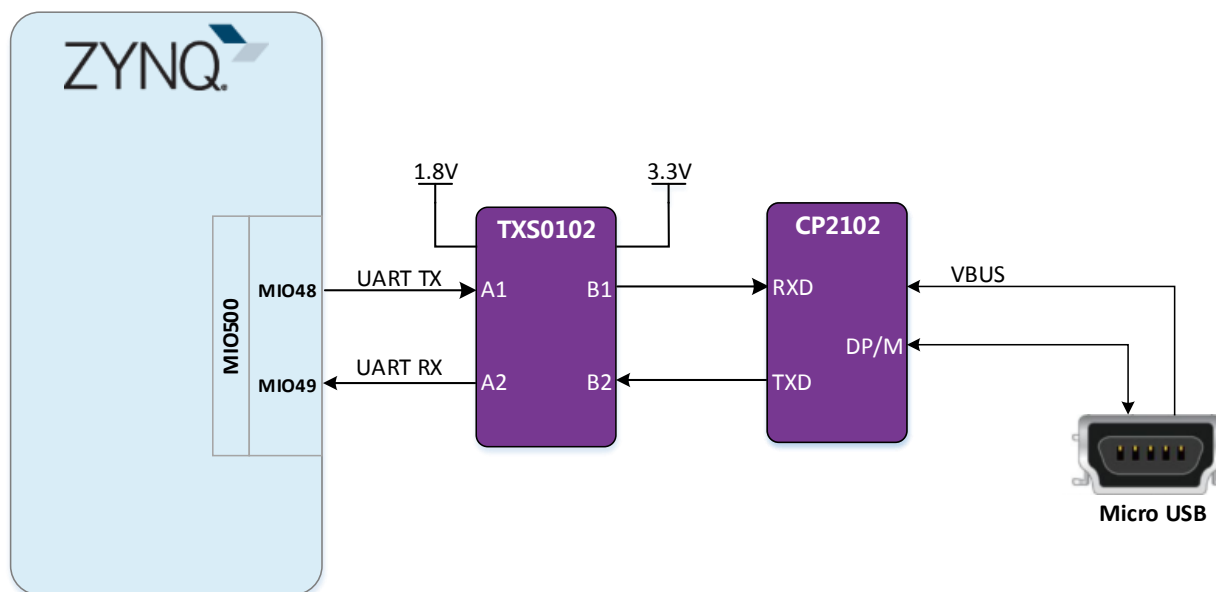 ZYNQ.
1.8V
3.3V
TXS0102
CP2102
MIO500
MIO48
UART TX
A1
B1
RXD
VBUS
DP/M
MIO49
UART RX
A2
B2
TXD
Micro USB